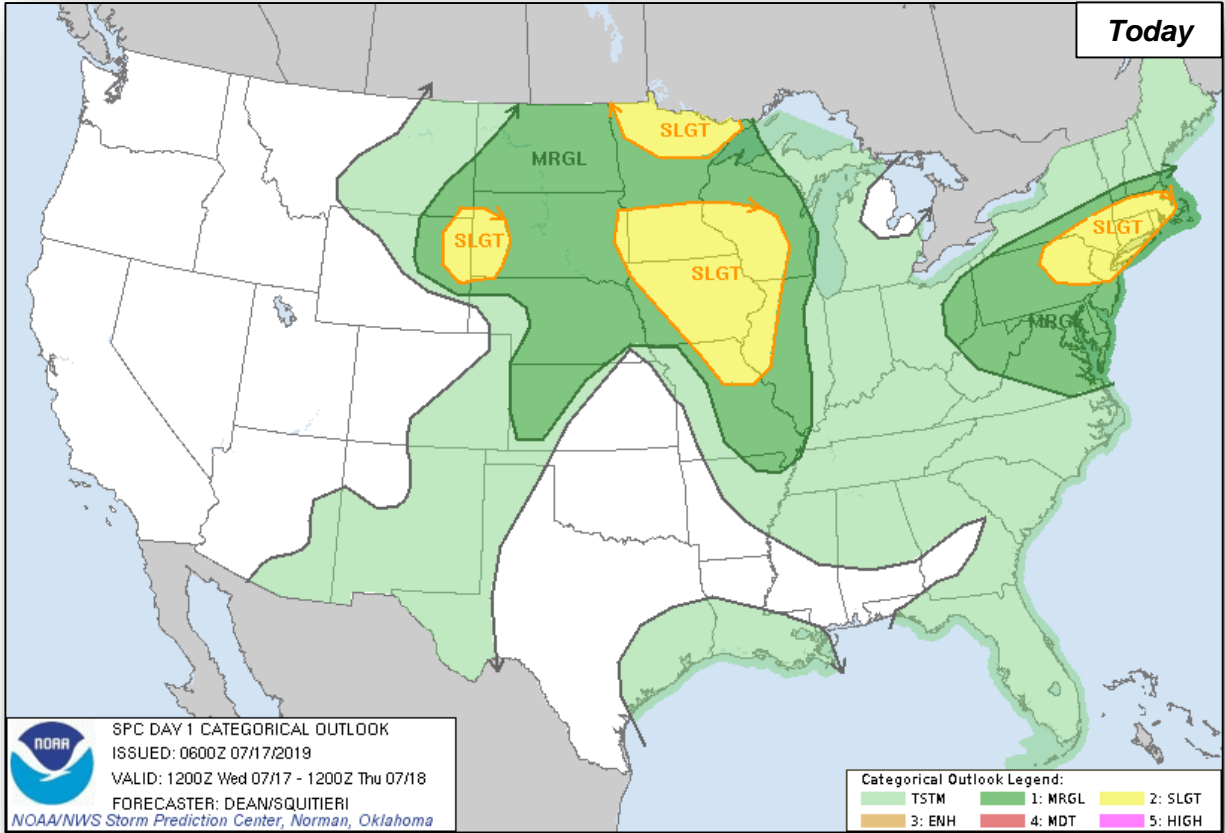 Today
SLGT
MRGL
SLGT
SLGT
SLGT
MRGL
NOAA
SPC DAY 1 CATEGORICAL OUTLOOK
ISSUED: 0600Z 07/17/2019
VALID: 1200Z Wed 07/17 - 1200Z Thu 07/18
FORECASTER: DEAN/SQUITIERI
NOAA/NWS Storm Prediction Center, Norman, Oklahoma
Categorical Outlook Legend:
TSTM 1: MRGL 2: SLGT
3: ENH 4: MDT 5: HIGH